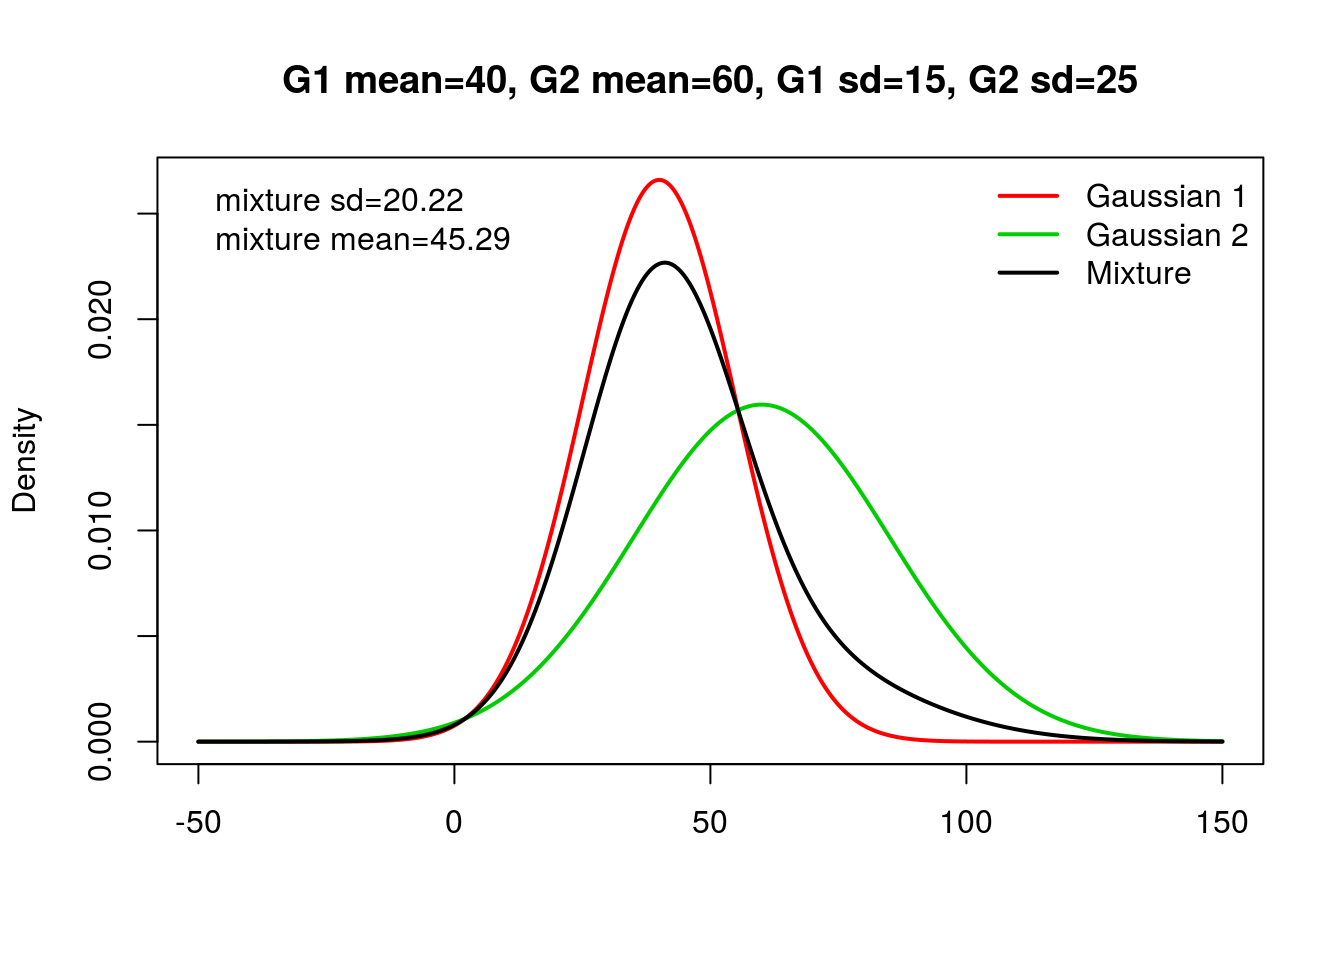 G1 mean=40, G2 mean=60, G1 sd=15, G2 sd=25
mixture sd=20.22
mixture mean=45.29
Gaussian 1
Gaussian 2
Mixture
Density
0.020
0.010
0.000
-50 0 50 100 150